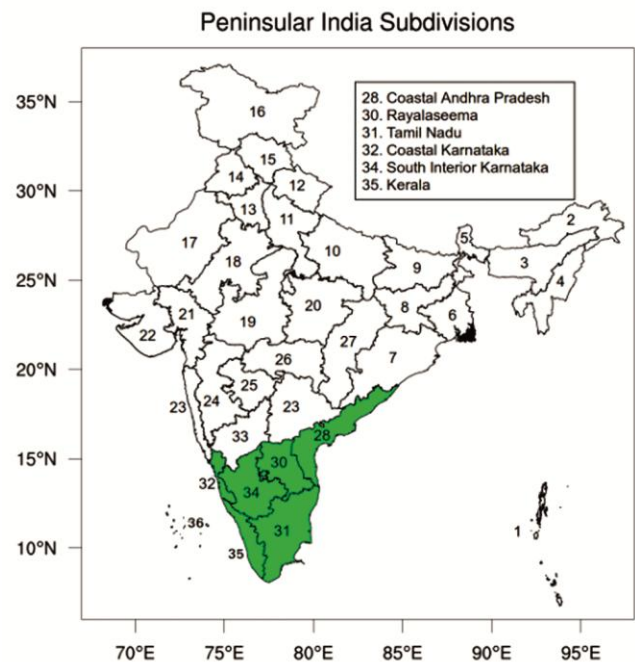 Peninsular India Subdivisions
35°N
30°N
25°N
20°N
15°N
10°N
28. Coastal Andhra Pradesh
30. Rayalaseema
31. Tamil Nadu
32. Coastal Karnataka
34. South Interior Karnataka
35. Kerala
16
15
14
12
13
11
2
5
17
10
3
18
9
4
20
8
21
6
19
22
27
7
26
25
24
23
23
33
28
30
32
34
36
31
1
35
70°E 75°E 80°E 85°E 90°E 95°E